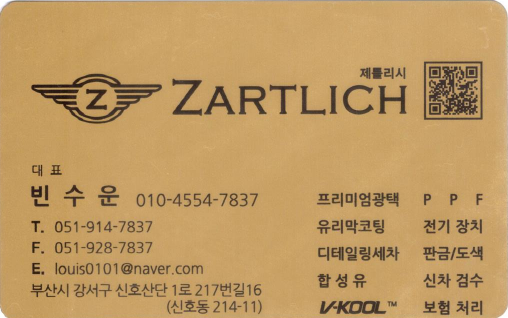 제틀리시
Z ZARTLICH
대 표
빈 수 운 010-4554-7837
T. 051-914-7837
F. 051-928-7837
E. louis0101@naver.com
부산시 강서구 신호산단 1로 217번길16
(신호동 214-11)
프리미엄광택 P P F
유리막코팅 전기 장치
디테일링세차 판금/도색
합성유 신차 검수
V-KOOL™ 보험 처리